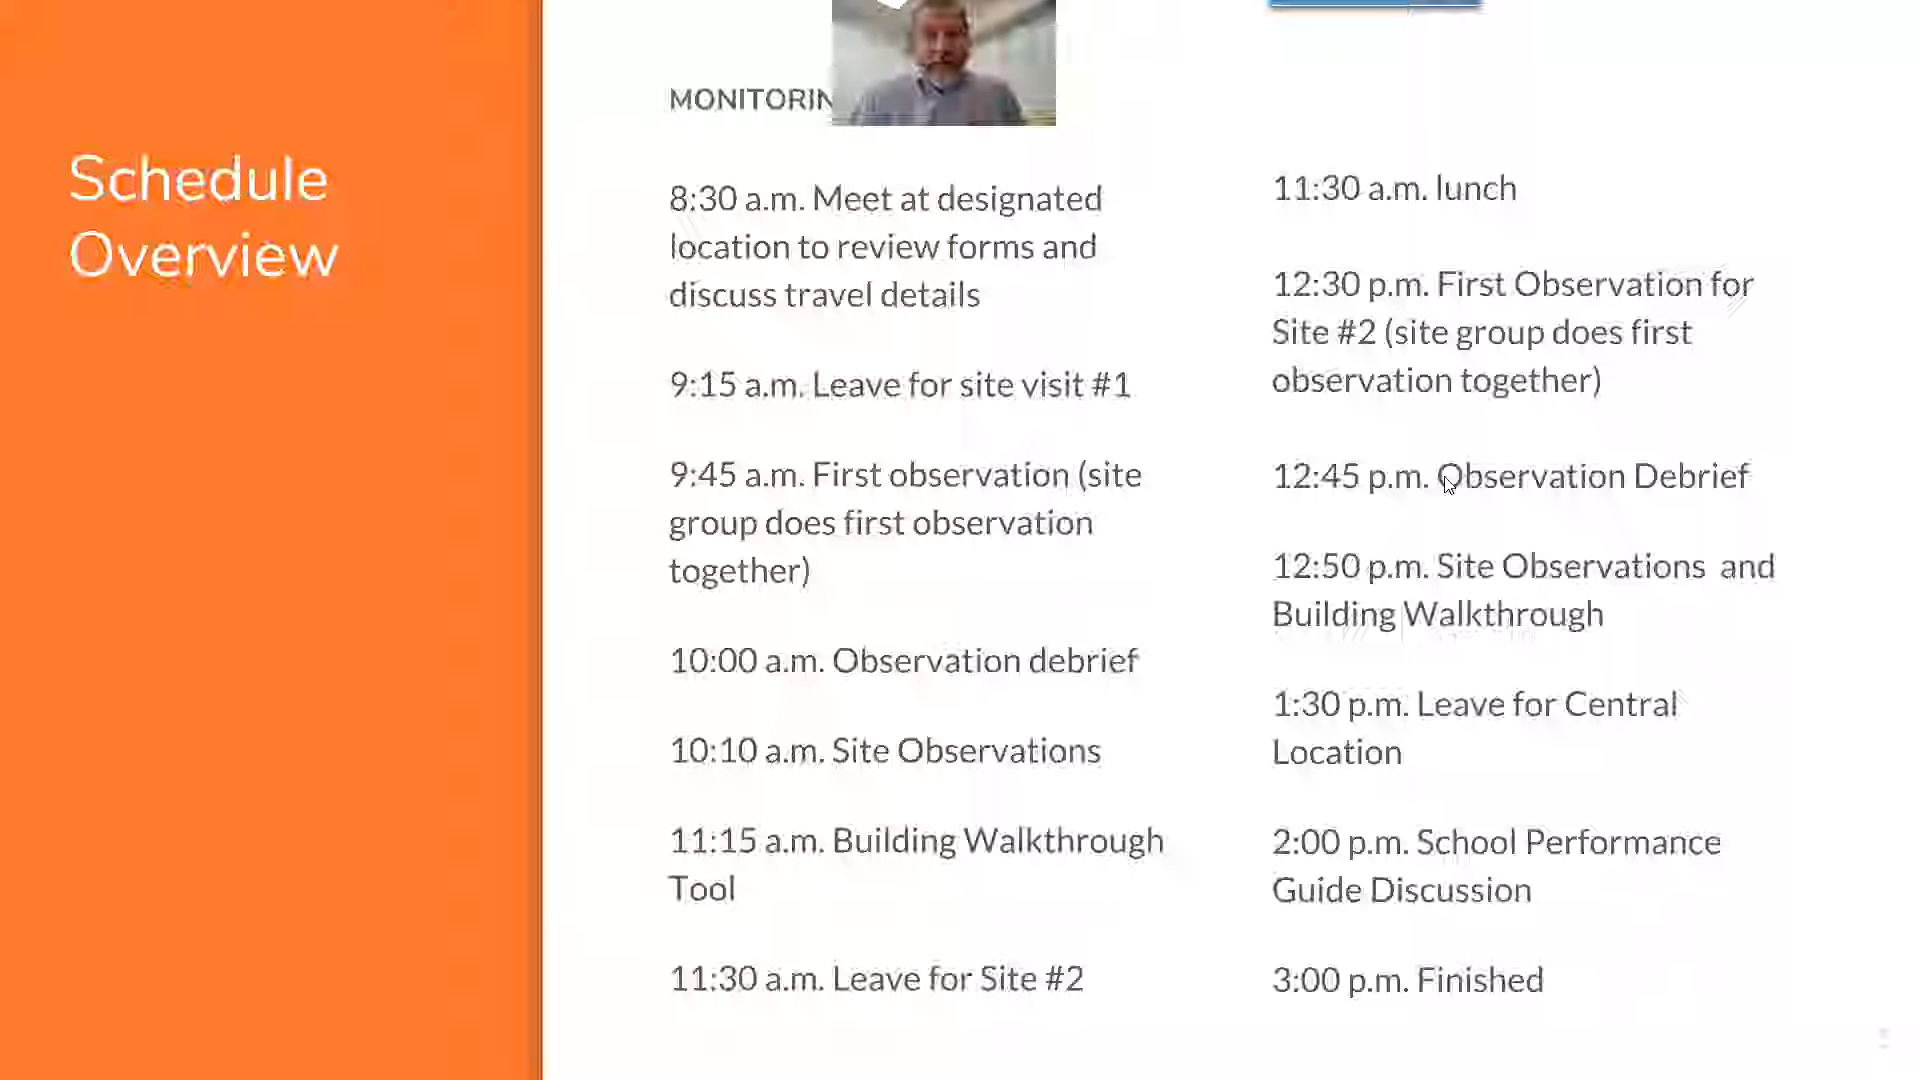 Schedule
Overview
MONITORIN
8:30 a.m. Meet at designated
location to review forms and
discuss travel details
9:15 a.m. Leave for site visit #1
9:45 a.m. First observation (site
group does first observation
together)
10:00 a.m. Observation debrief
10:10 a.m. Site Observations
11:15 a.m. Building Walkthrough
Tool
11:30 a.m. Leave for Site #2
11:30 a.m. lunch
12:30 p.m. First Observation for
Site #2 (site group does first
observation together)
12:45 p.m. Observation Debrief
12:50 p.m. Site Observations  and
Building Walkthrough
1:30 p.m. Leave for Central
Location
2:00 p.m. School Performance
Guide Discussion
3:00 p.m. Finished